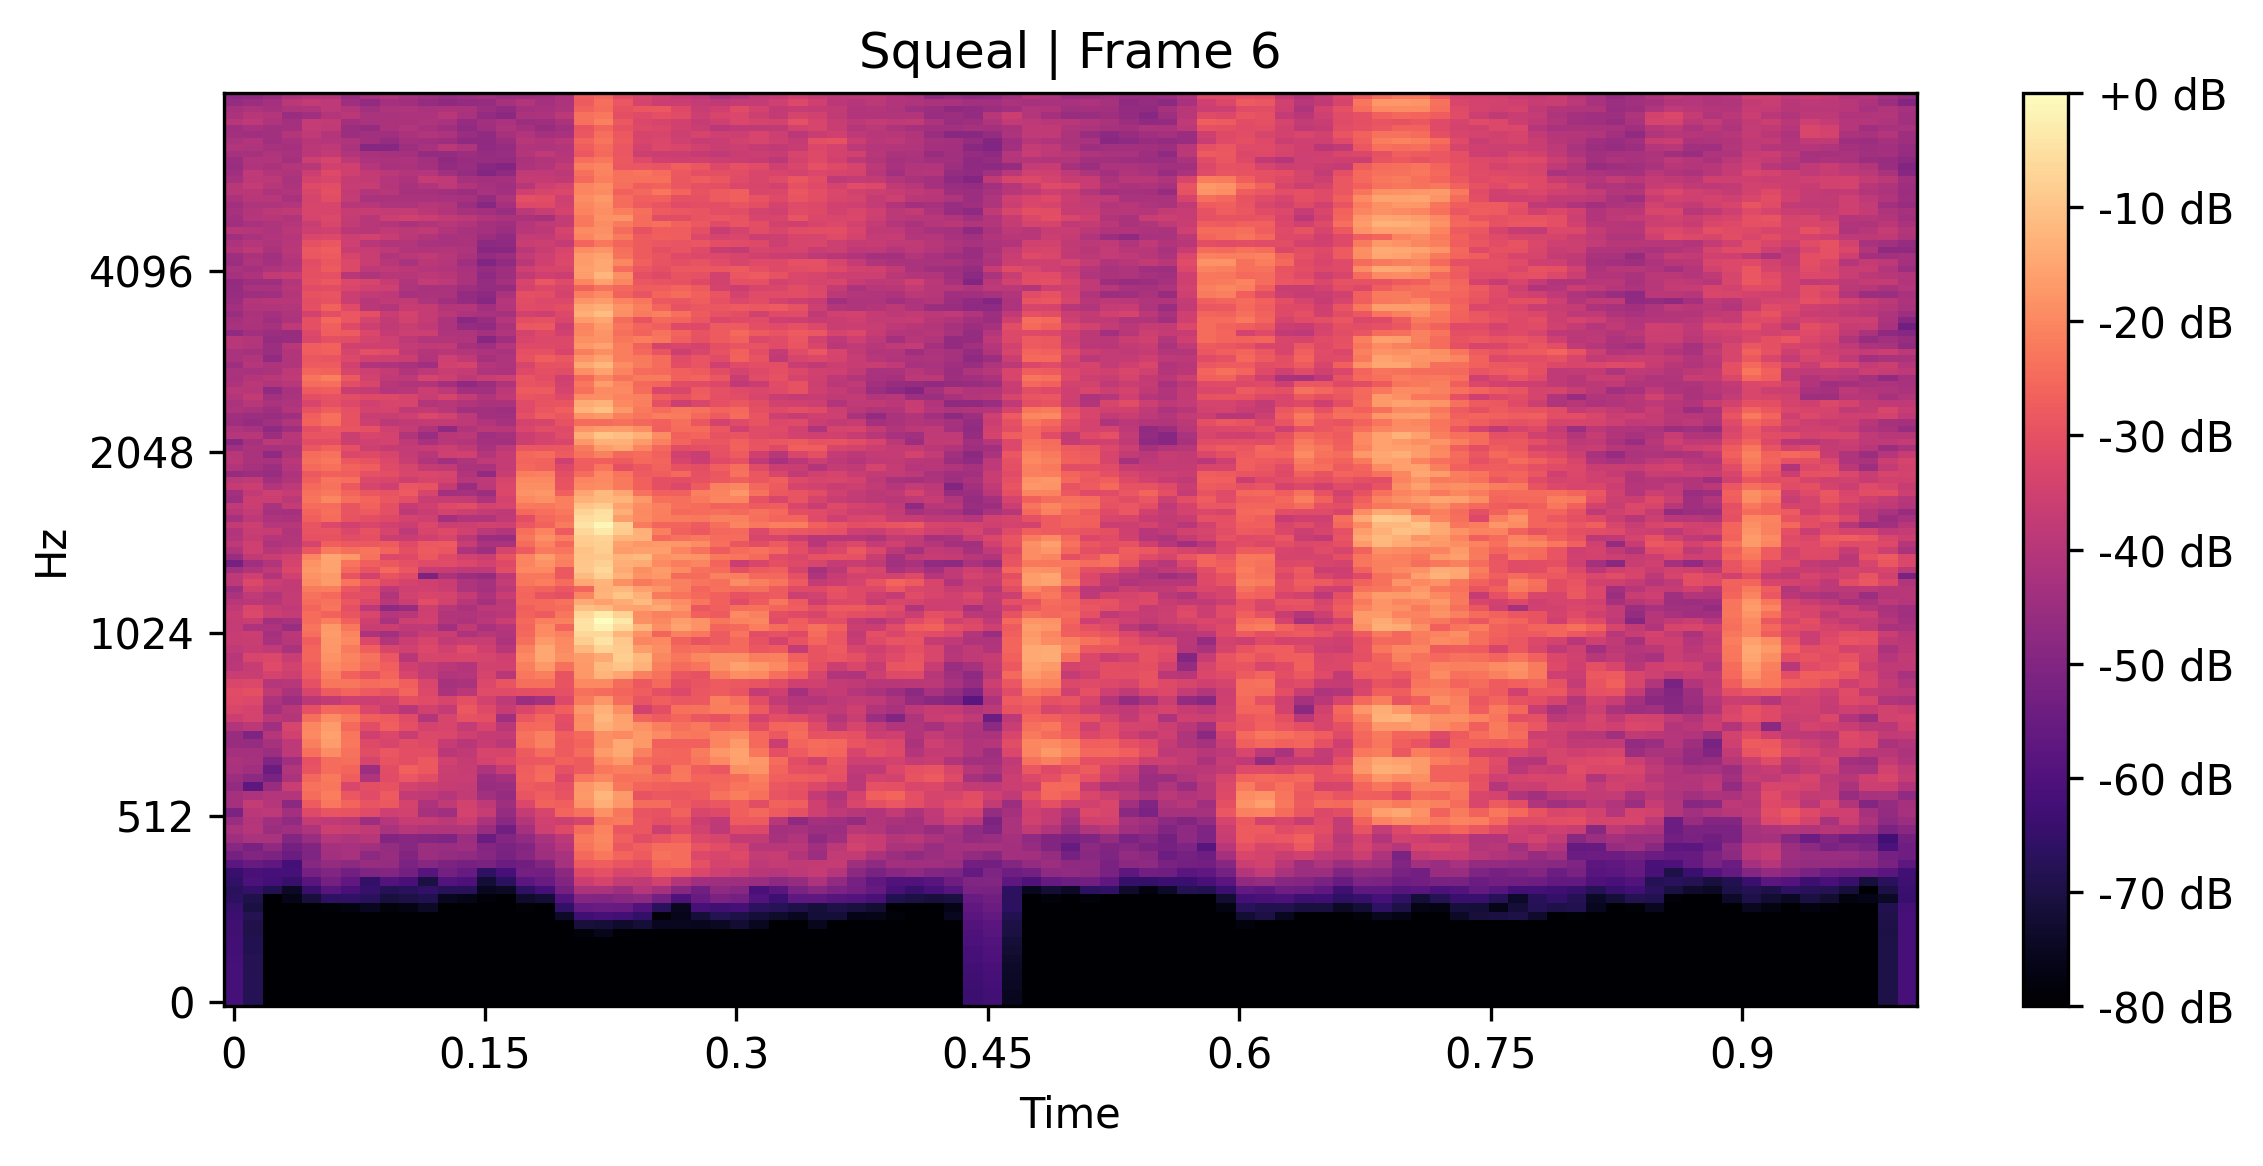 Squeal | Frame 6
Hz
4096
2048
1024
512
0
0 0.15 0.3 0.45 0.6 0.75 0.9
Time
+0 dB
-10 dB
-20 dB
-30 dB
-40 dB
-50 dB
-60 dB
-70 dB
-80 dB